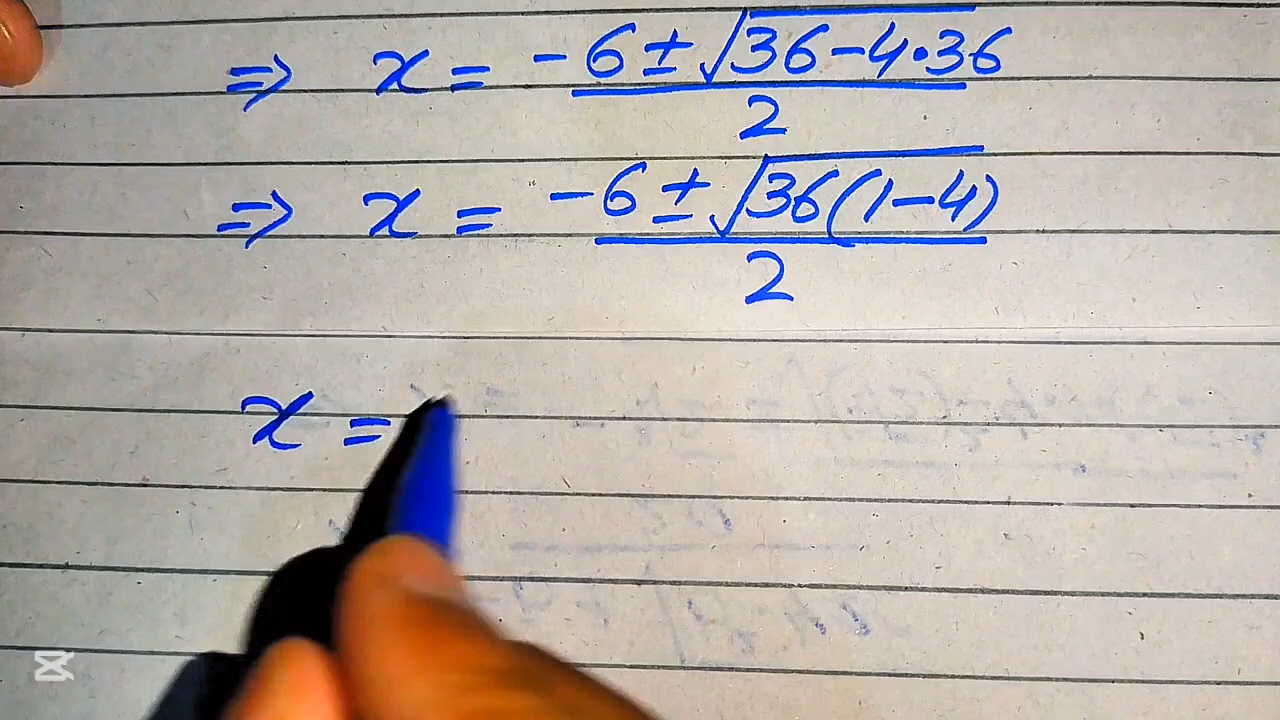 ⇒ x = -6 ± √36-4·36 / 2
⇒ x = -6 ± √36(1-4) / 2
x =